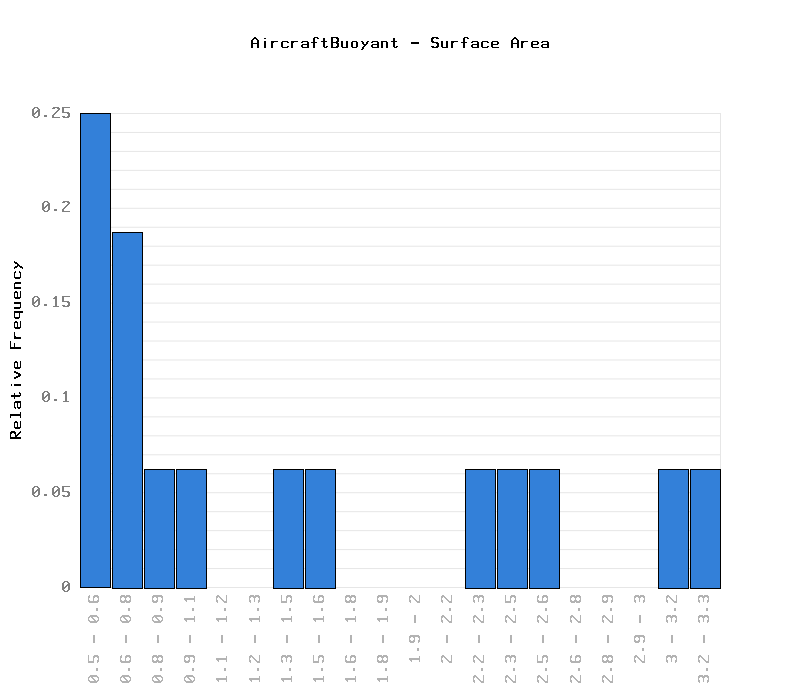 AircraftBuoyant - Surface Area
Relative Frequency
0.25
0.2
0.15
0.1
0.05
0
0.5 - 0.6
0.6 - 0.8
0.8 - 0.9
0.9 - 1.1
1.1 - 1.2
1.2 - 1.3
1.3 - 1.5
1.5 - 1.6
1.6 - 1.8
1.8 - 1.9
1.9 - 2
2 - 2.2
2.2 - 2.3
2.3 - 2.5
2.5 - 2.6
2.6 - 2.8
2.8 - 2.9
2.9 - 3
3 - 3.2
3.2 - 3.3